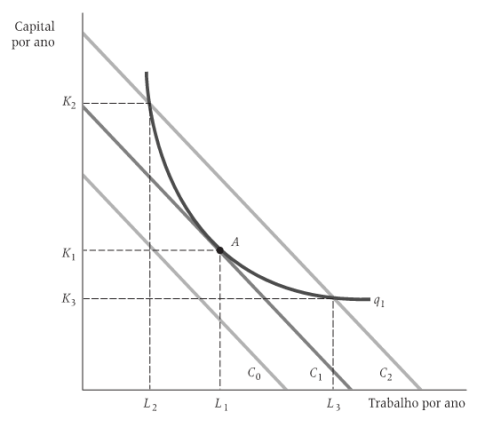 Capital
por ano
K2
K1
K3
A
q1
C0
C1
C2
L2
L1
L3
Trabalho por ano